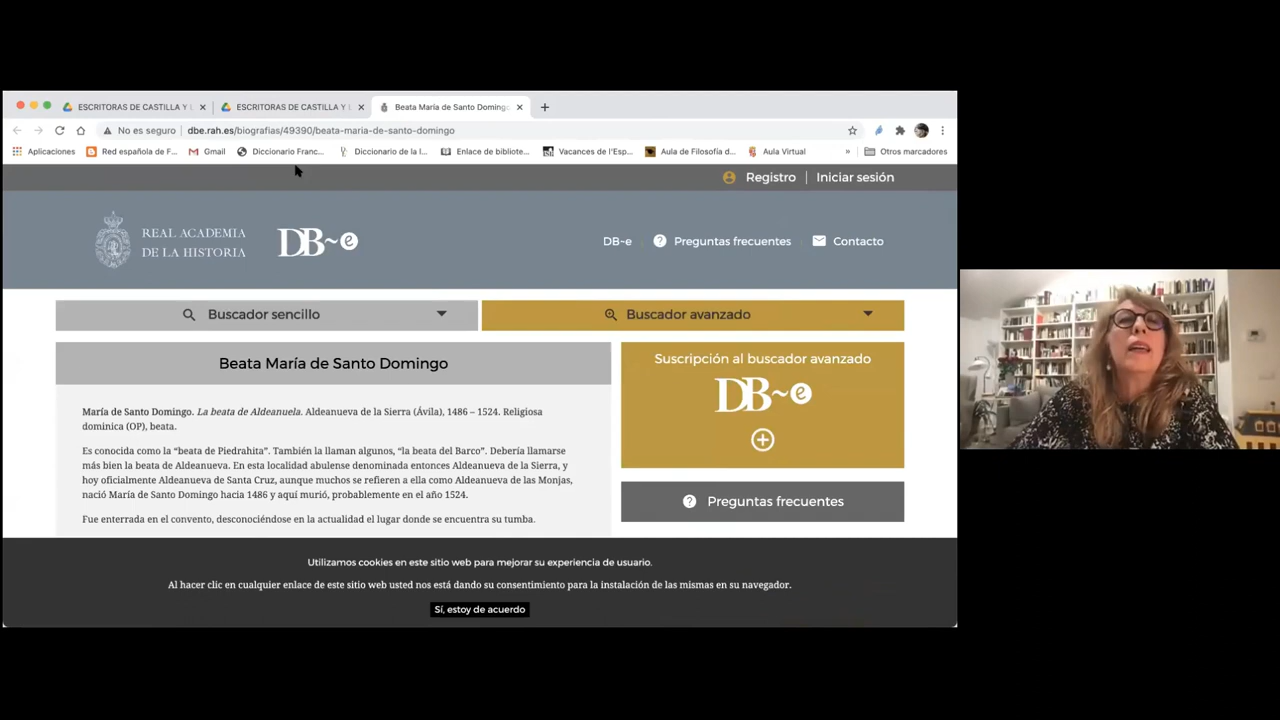 ESCRITORAS DE CASTILLA Y L
ESCRITORAS DE CASTILLA Y L
Beata María de Santo Domingo
No es seguro
dbe.rah.es/biografias/49390/beata-maria-de-santo-domingo
Aplicaciones
Red española de F...
Gmail
Diccionario Franc...
Diccionario de la l...
Enlace de bibliote...
Vacances de l'Esp...
Aula de Filosofía d...
Aula Virtual
»
Otros marcadores
Registro | Iniciar sesión
REAL ACADEMIA
DE LA HISTORIA
DB~e
DB~e
Preguntas frecuentes
Contacto
Buscador sencillo
Buscador avanzado
Beata María de Santo Domingo
María de Santo Domingo. La beata de Aldeanuela. Aldeanueva de la Sierra (Ávila), 1486 – 1524. Religiosa
dominica (OP), beata.
Es conocida como la “beata de Piedrahita”. También la llaman algunos, “la beata del Barco”. Debería llamarse
más bien la beata de Aldeanueva. En esta localidad abulense denominada entonces Aldeanueva de la Sierra, y
hoy oficialmente Aldeanueva de Santa Cruz, aunque muchos se refieren a ella como Aldeanueva de las Monjas,
nació María de Santo Domingo hacia 1486 y aquí murió, probablemente en el año 1524.
Fue enterrada en el convento, desconociéndose en la actualidad el lugar donde se encuentra su tumba.
Suscripción al buscador avanzado
DB~e
Preguntas frecuentes
Utilizamos cookies en este sitio web para mejorar su experiencia de usuario.
Al hacer clic en cualquier enlace de este sitio web usted nos está dando su consentimiento para la instalación de las mismas en su navegador.
Sí, estoy de acuerdo